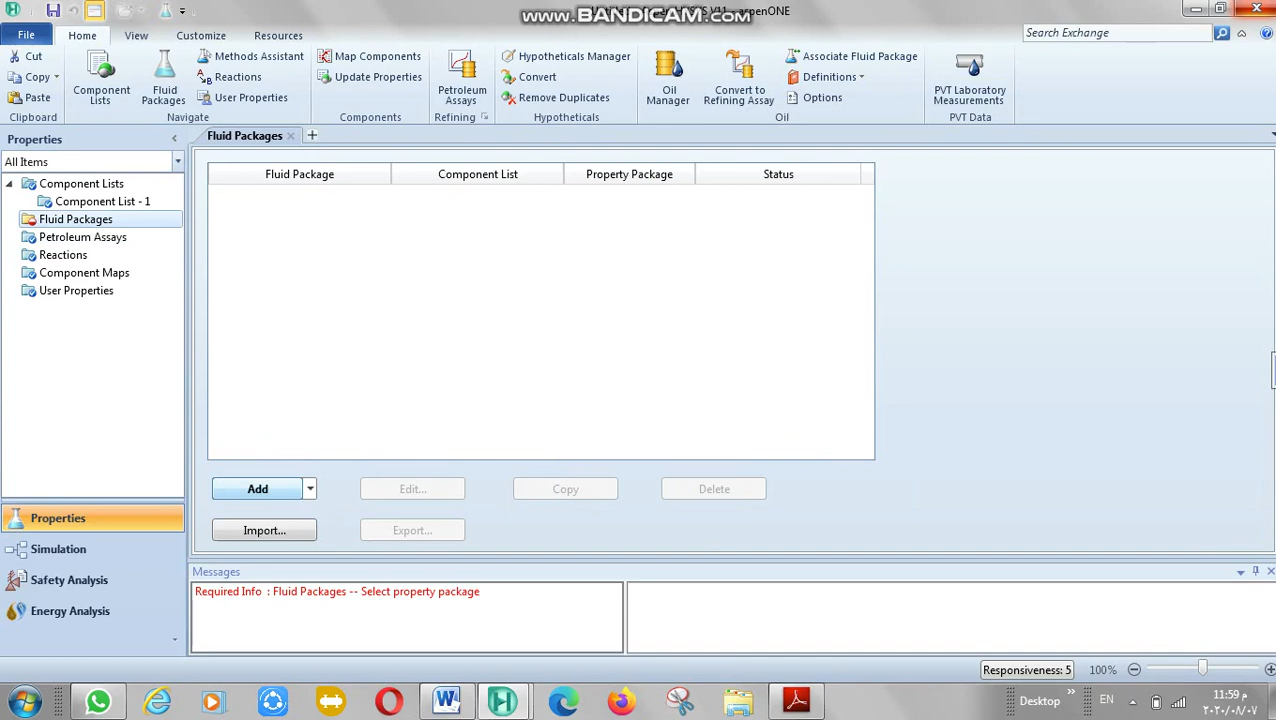 www.BANDICAM.com
V11 - aspenONE
File
Home
View
Customize
Resources
Search Exchange
Cut
Copy
Paste
Clipboard
Component
Lists
Fluid
Packages
Methods Assistant
Reactions
User Properties
Navigate
Map Components
Update Properties
Components
Petroleum
Assays
Refining
Hypotheticals Manager
Convert
Remove Duplicates
Hypotheticals
Oil
Manager
Convert to
Refining Assay
Associate Fluid Package
Definitions
Options
Oil
PVT Laboratory
Measurements
PVT Data
Properties
All Items
Component Lists
Component List - 1
Fluid Packages
Petroleum Assays
Reactions
Component Maps
User Properties
Properties
Simulation
Safety Analysis
Energy Analysis
Fluid Packages
Fluid Package
Component List
Property Package
Status
Add
Edit...
Copy
Delete
Import...
Export...
Messages
Required Info : Fluid Packages -- Select property package
Responsiveness: 5
100%
Desktop
EN
11:59 م
٢٠٢٠/٠٨/٠٧